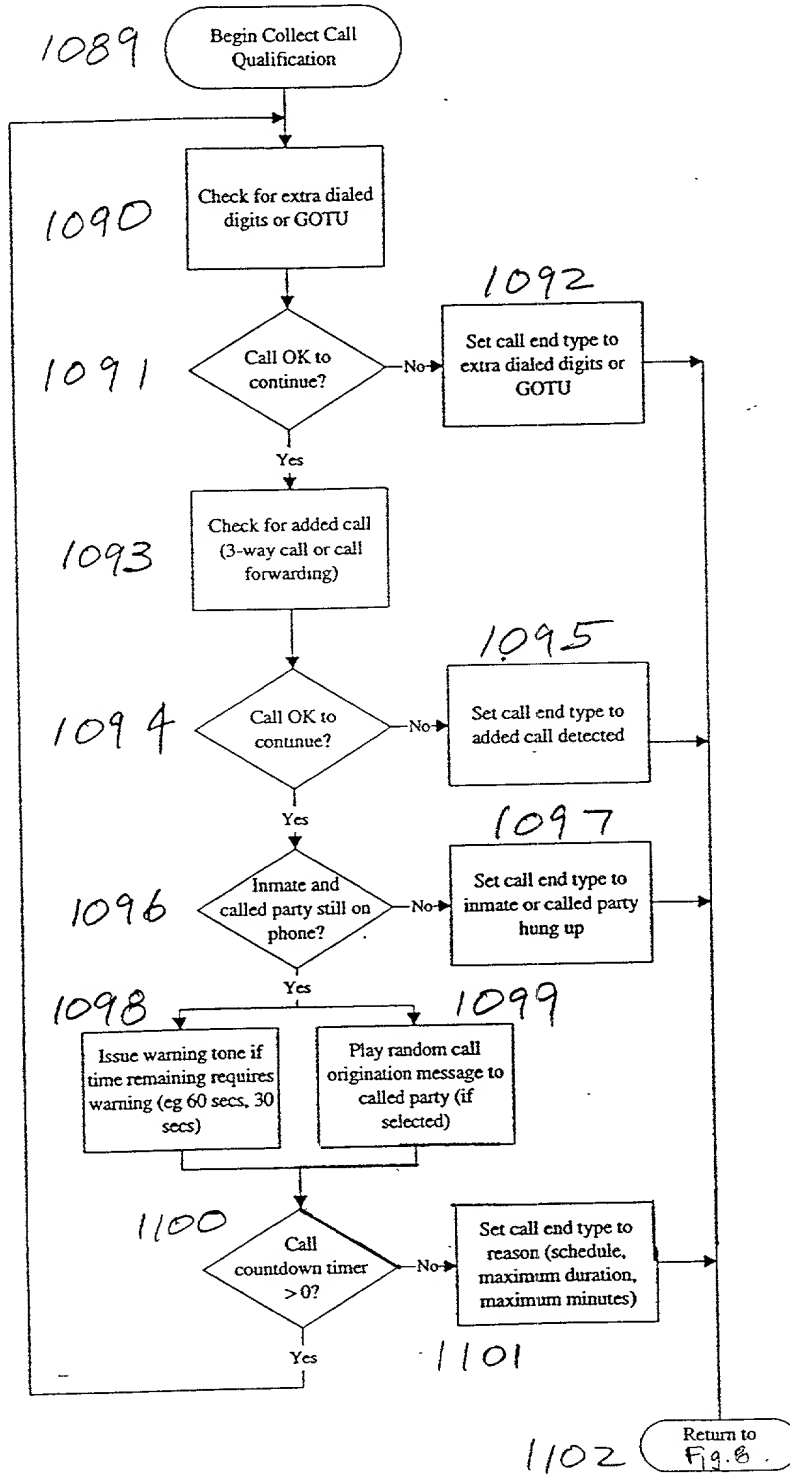 1089
Begin Collect Call
Qualification
1090
Check for extra dialed
digits or GOTU
1091
Call OK to
continue?
No
1092
Set call end type to
extra dialed digits or
GOTU
Yes
1093
Check for added call
(3-way call or call
forwarding)
1094
Call OK to
continue?
No
1095
Set call end type to
added call detected
Yes
1096
Inmate and
called party still on
phone?
No
1097
Set call end type to
inmate or called party
hung up
Yes
1098
Issue warning tone if
time remaining requires
warning (eg 60 secs, 30
secs)
1099
Play random call
origination message to
called party (if
selected)
1100
Call
countdown timer
> 0?
No
Set call end type to
reason (schedule,
maximum duration,
maximum minutes)
1101
Yes
1102
Return to
Fig. 8.